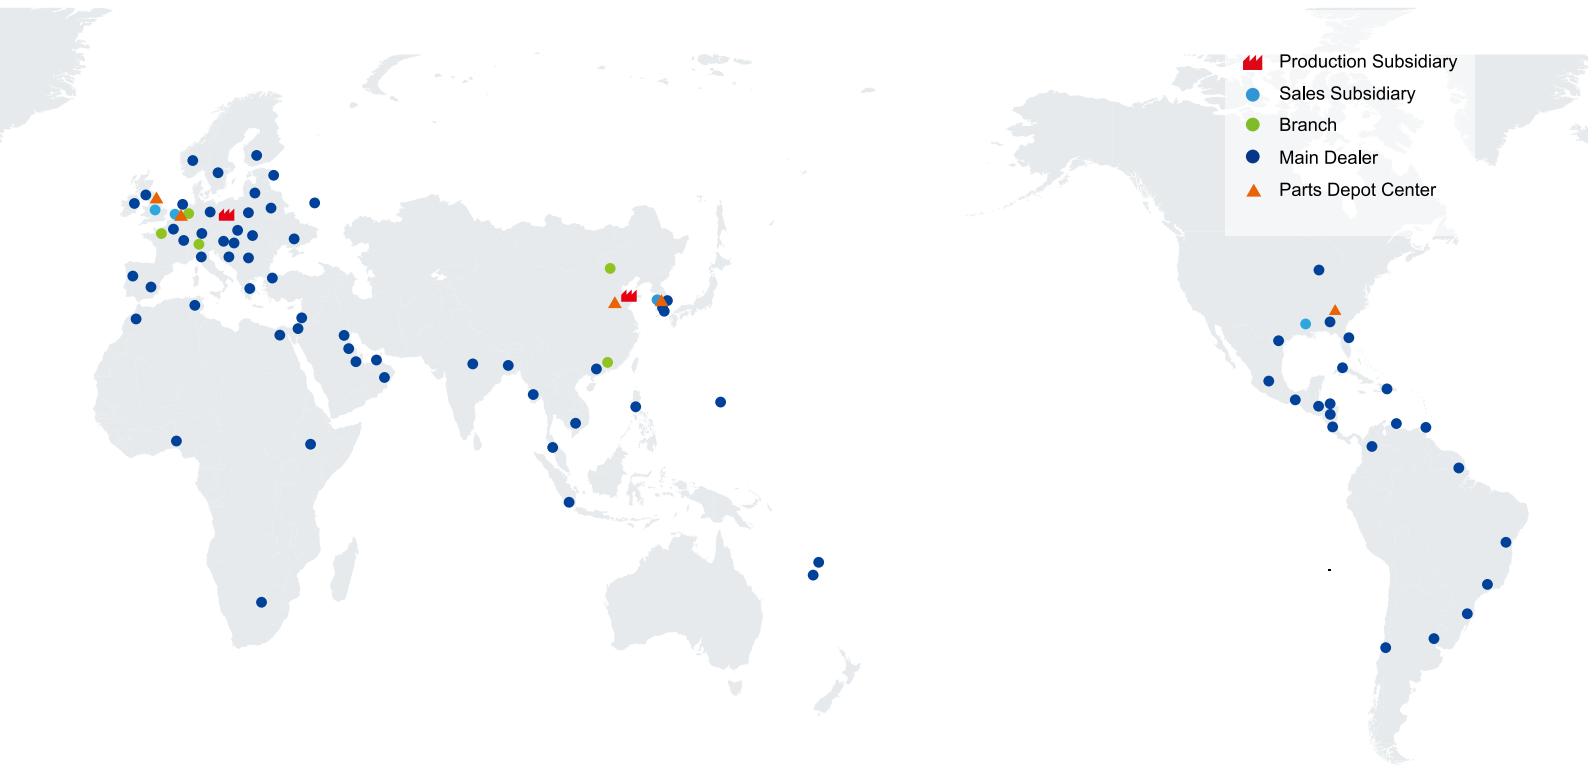 Production Subsidiary
Sales Subsidiary
Branch
Main Dealer
Parts Depot Center